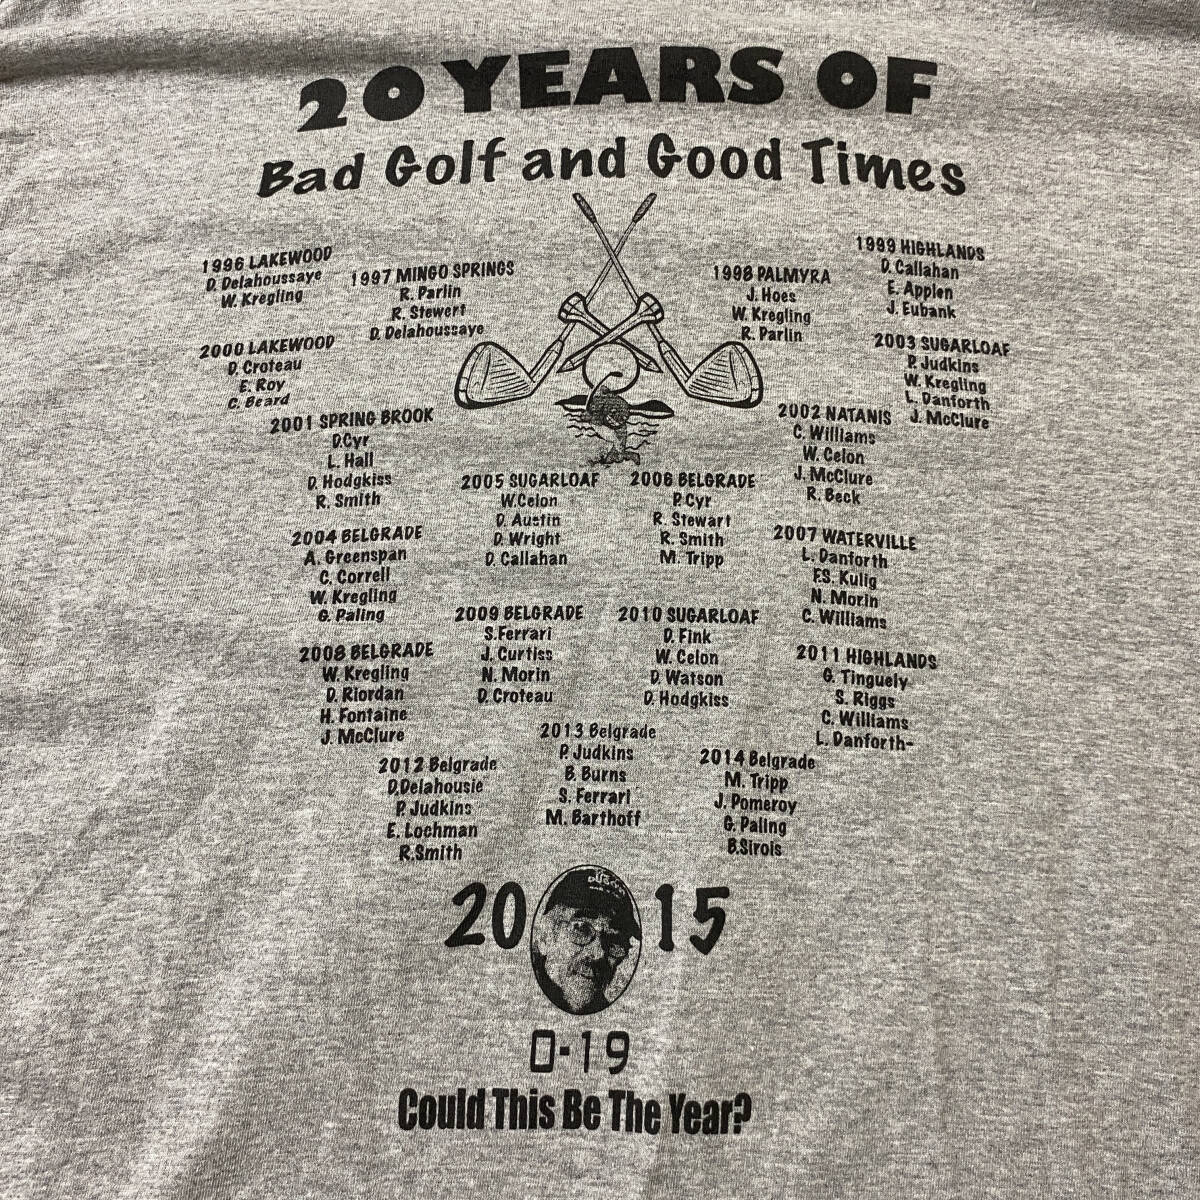 20 YEARS OF
Bad Golf and Good Times
1996 LAKEWOOD
D. Delahoussaye
W. Kregling
1997 MINGO SPRINGS
R. Parlin
R. Stewert
D. Delahoussaye
1998 PALMYRA
J. Hoes
W. Kregling
R. Parlin
1999 HIGHLANDS
D. Callahan
E. Applen
J. Eubank
2000 LAKEWOOD
D. Croteau
E. Roy
C. Beard
2001 SPRING BROOK
D.Cyr
L. Hall
D. Hodgkiss
R. Smith
2002 NATANIS
C. Williams
W. Celon
J. McClure
R. Beck
2003 SUGARLOAF
P. Judkins
W. Kregling
L. Danforth
J. McClure
2004 BELGRADE
A. Greenspan
C. Correll
W. Kregling
G. Paling
2005 SUGARLOAF
W.Celon
D. Austin
D. Wright
D. Callahan
2006 BELGRADE
P. Cyr
R. Stewart
R. Smith
M. Tripp
2007 WATERVILLE
L. Danforth
F.S. Kulig
N. Morin
C. Williams
2008 BELGRADE
W. Kregling
D. Riordan
H. Fontaine
J. McClure
2009 BELGRADE
S.Ferrari
J. Curtiss
N. Morin
D. Croteau
2010 SUGARLOAF
D. Fink
W. Celon
D. Watson
D. Hodgkiss
2011 HIGHLANDS
G. Tinguely
S. Riggs
C. Williams
L. Danforth-
2012 Belgrade
D.Delahousie
P. Judkins
E. Lochman
R.Smith
2013 Belgrade
P. Judkins
B. Burns
S. Ferrari
M. Barthoff
2014 Belgrade
M. Tripp
J. Pomeroy
G. Paling
B.Sirois
2015
0-19
Could This Be The Year?